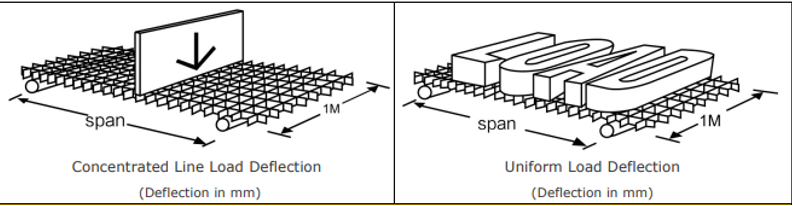 span
1M
Concentrated Line Load Deflection
(Deflection in mm)
LOAD
span
1M
Uniform Load Deflection
(Deflection in mm)